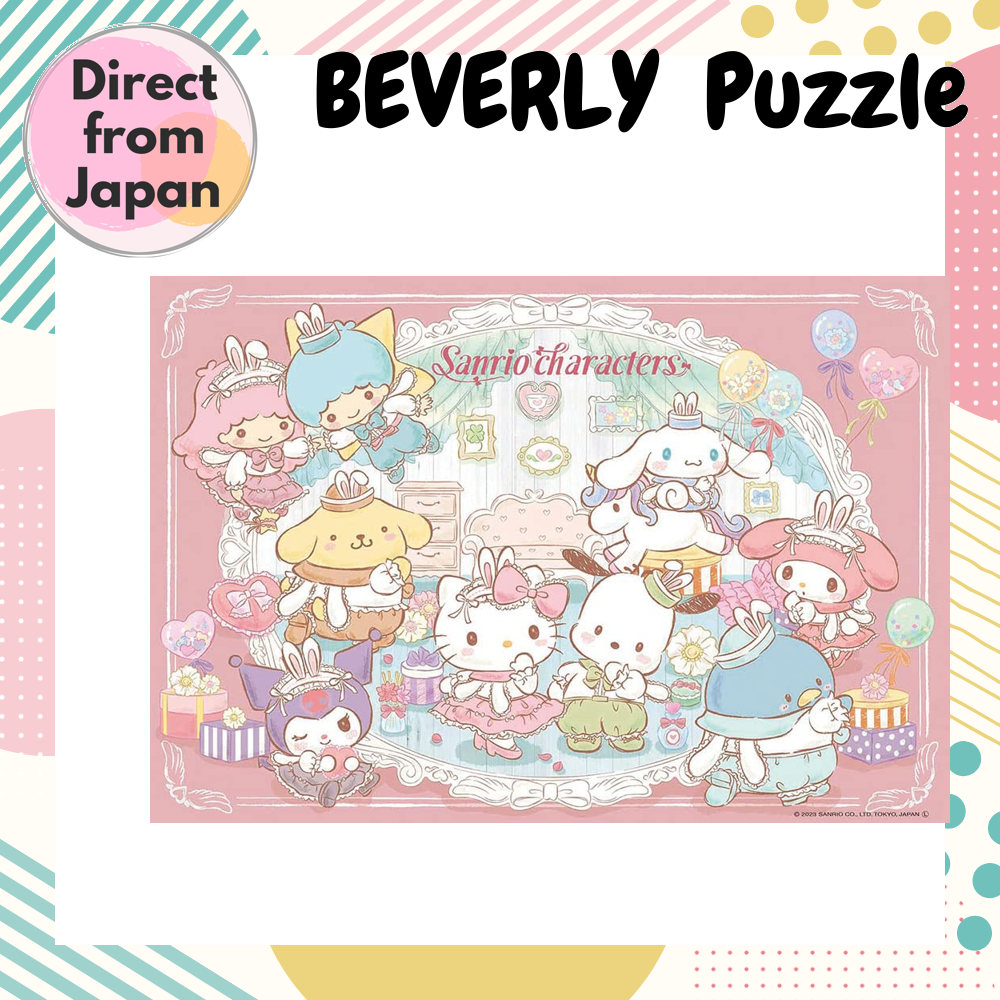 Direct
from
Japan
BEVERLY Puzzle
Sanrio characters
© 2023 SANRIO CO., LTD. TOKYO, JAPAN Ⓛ